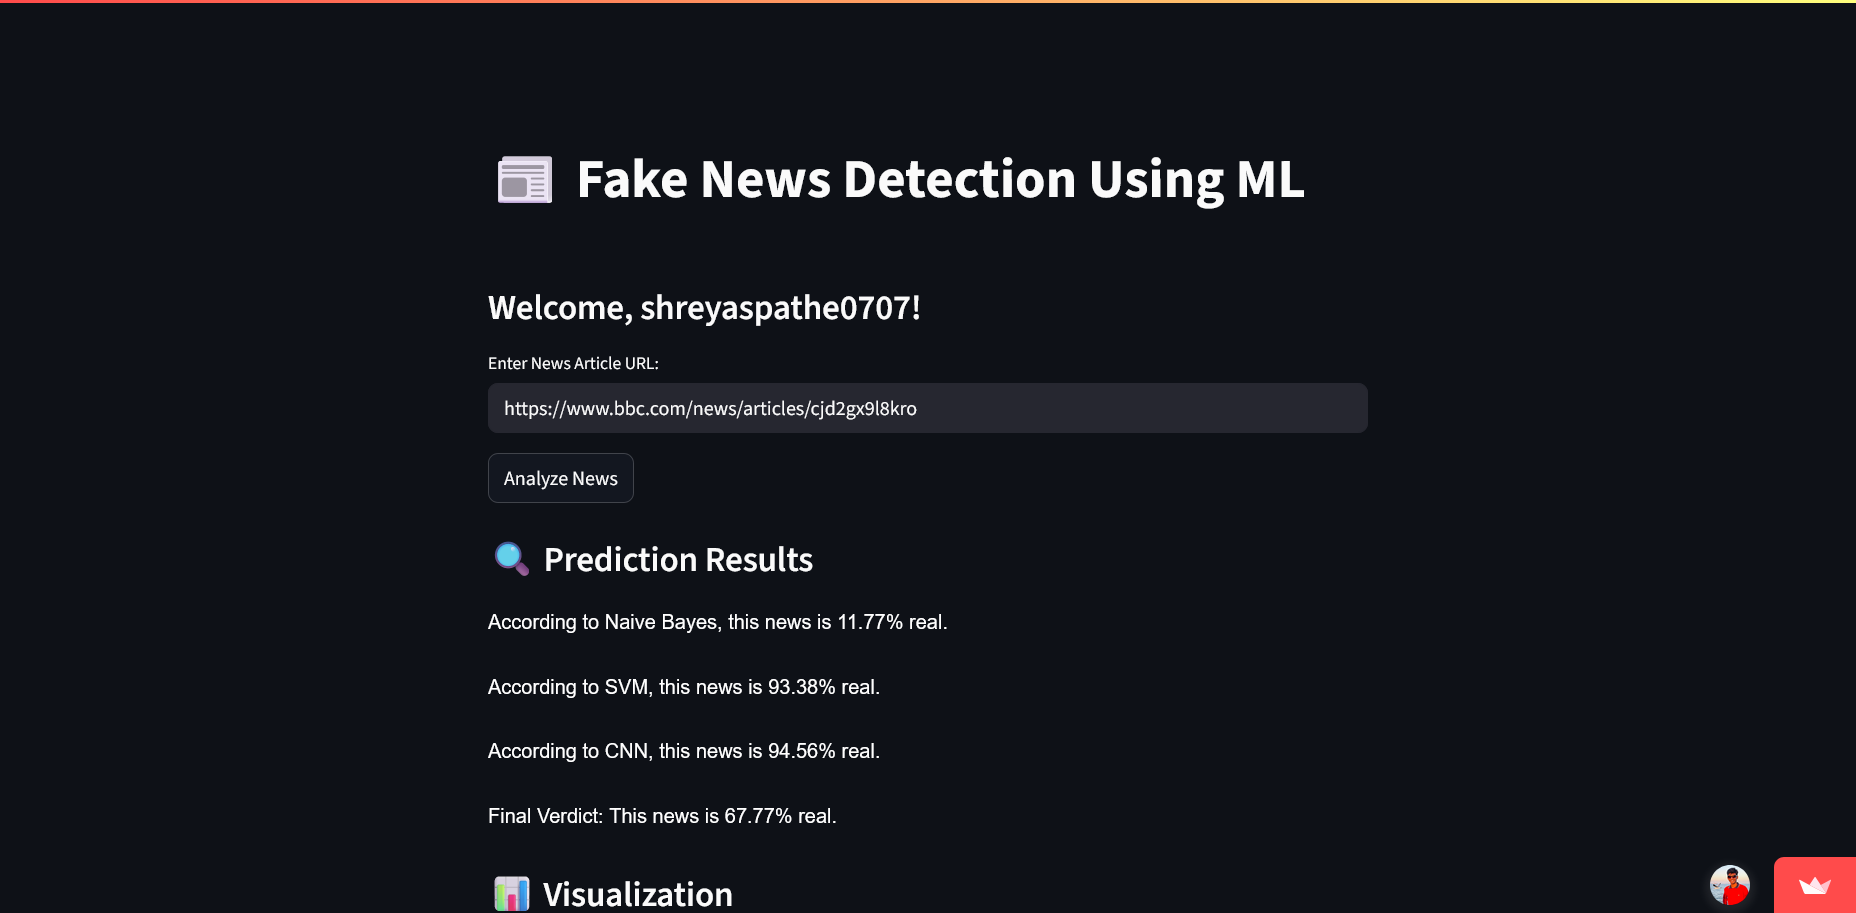 Fake News Detection Using ML
Welcome, shreyaspathe0707!
Enter News Article URL:
https://www.bbc.com/news/articles/cjd2gx9l8kro
Analyze News
Prediction Results
According to Naive Bayes, this news is 11.77% real.
According to SVM, this news is 93.38% real.
According to CNN, this news is 94.56% real.
Final Verdict: This news is 67.77% real.
Visualization